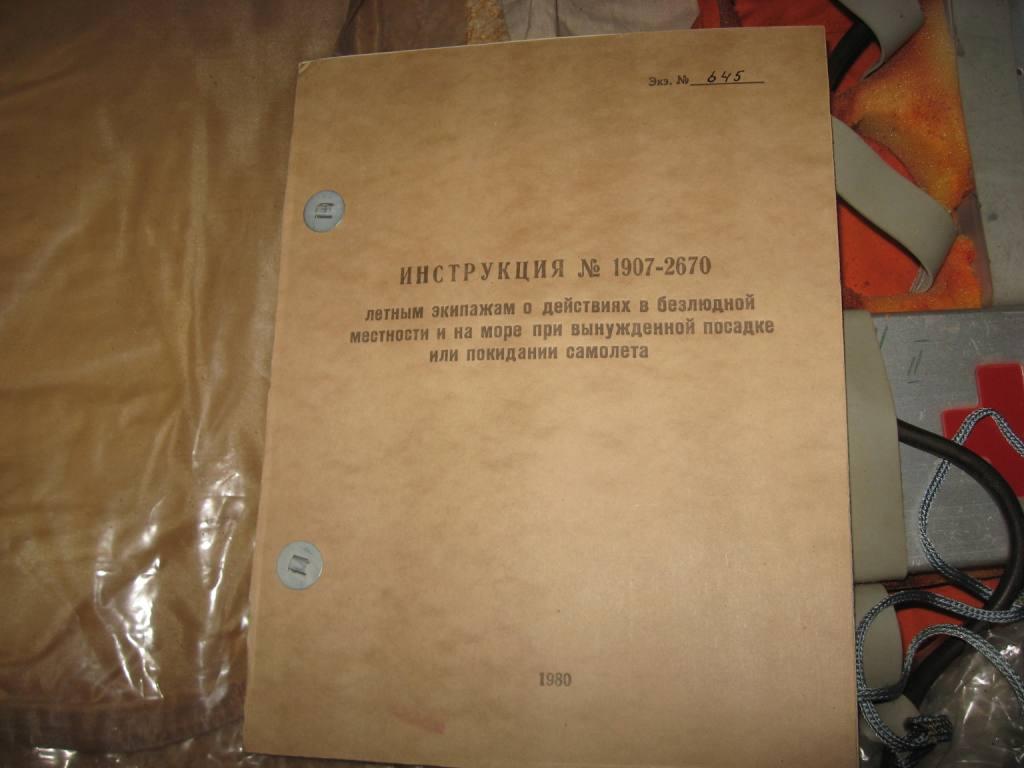 Экз. № 645
ИНСТРУКЦИЯ № 1907-2670
летным экипажам о действиях в безлюдной
местности и на море при вынужденной посадке
или покидании самолета
1980